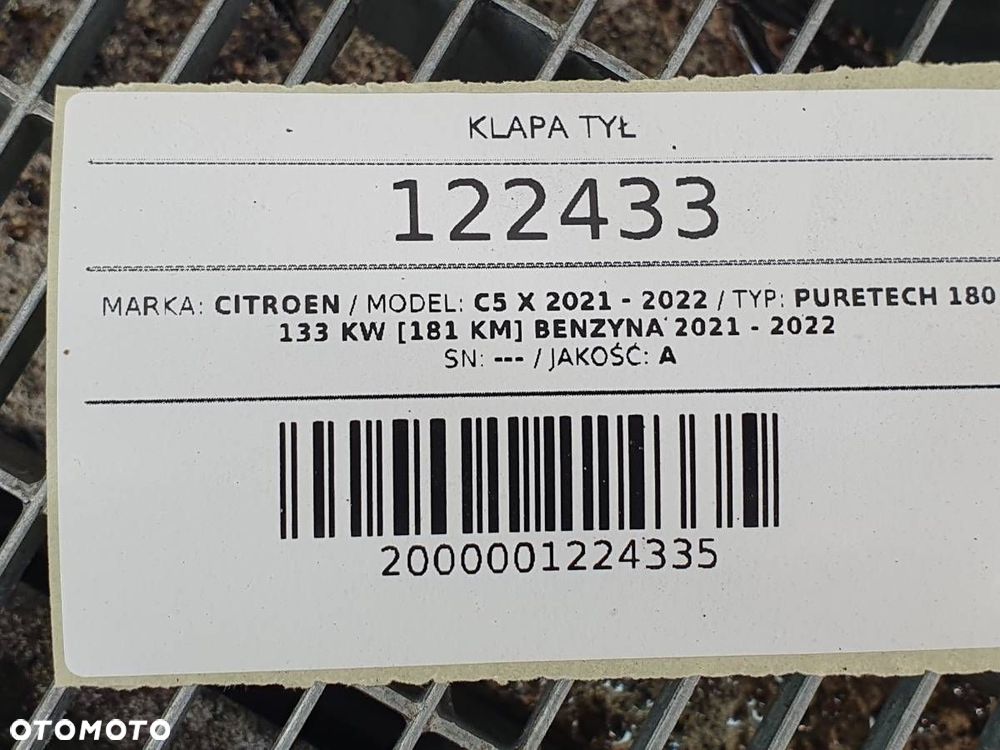 KLAPA TYŁ
122433
MARKA: CITROEN / MODEL: C5 X 2021 - 2022 / TYP: PURETECH 180
133 KW [181 KM] BENZYNA 2021 - 2022
SN: --- / JAKOŚĆ: A
2000001224335
OTOMOTO